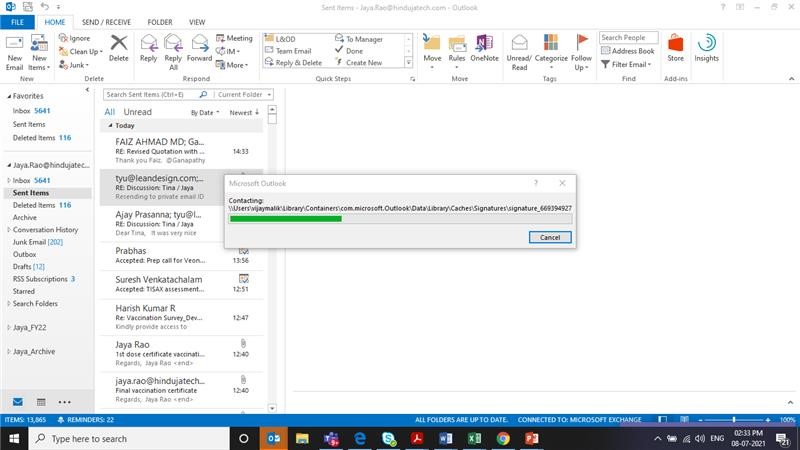 Sent Items - Jaya.Rao@hindujatech.com - Outlook
FILE HOME SEND / RECEIVE FOLDER VIEW
New Email
New Items
New
Ignore
Clean Up
Junk
Delete
Delete
Reply
Reply All
Forward
Meeting
IM
More
Respond
L&OD
Team Email
Reply & Delete
To Manager
Done
Create New
Quick Steps
Move
Rules
OneNote
Move
Unread/ Read
Categorize
Follow Up
Tags
Search People
Address Book
Filter Email
Find
Store
Add-ins
Insights
Favorites
Inbox 5641
Sent Items
Deleted Items 116
Jaya.Rao@hindujatech.com
Inbox 5641
Sent Items
Deleted Items 116
Archive
Conversation History
Junk Email [202]
Outbox
Drafts [12]
RSS Subscriptions 3
Starred
Search Folders
Jaya_FY22
Jaya_Archive
Search Sent Items (Ctrl+E)
Current Folder
All Unread By Date Newest
Today
FAIZ AHMAD MD; Ga...
RE: Revised Quotation with ... 14:33
Thank you Faiz. @Ganapathy
tyu@leandesign.com;...
RE: Discussion: Tina / Jaya
Resending to private email ID
Ajay Prasanna; tyu@l...
RE: Discussion: Tina / Jaya
Dear Tina, It was very nice
Prabhas
Accepted: Prep call for Veon... 13:56
Suresh Venkatachalam
Accepted: TISAX assessment... 12:51
Harish Kumar R
Re: Vaccination Survey_Dev... 12:47
Kindly provide access to
Jaya Rao
1st dose certificate vaccinati... 12:40
Regards, Jaya Rao <end>
jaya.rao@hindujatech...
Final vaccination certificate 12:40
Regards, Jaya Rao <end>
Microsoft Outlook
Contacting:
\\Users\vijaymalik\Library\Containers\com.microsoft.Outlook\Data\Library\Caches\Signatures\signature_669394927
Cancel
ITEMS: 13,865 REMINDERS: 22 ALL FOLDERS ARE UP TO DATE. CONNECTED TO: MICROSOFT EXCHANGE 100%
Type here to search
ENG
02:33 PM
08-07-2021
21